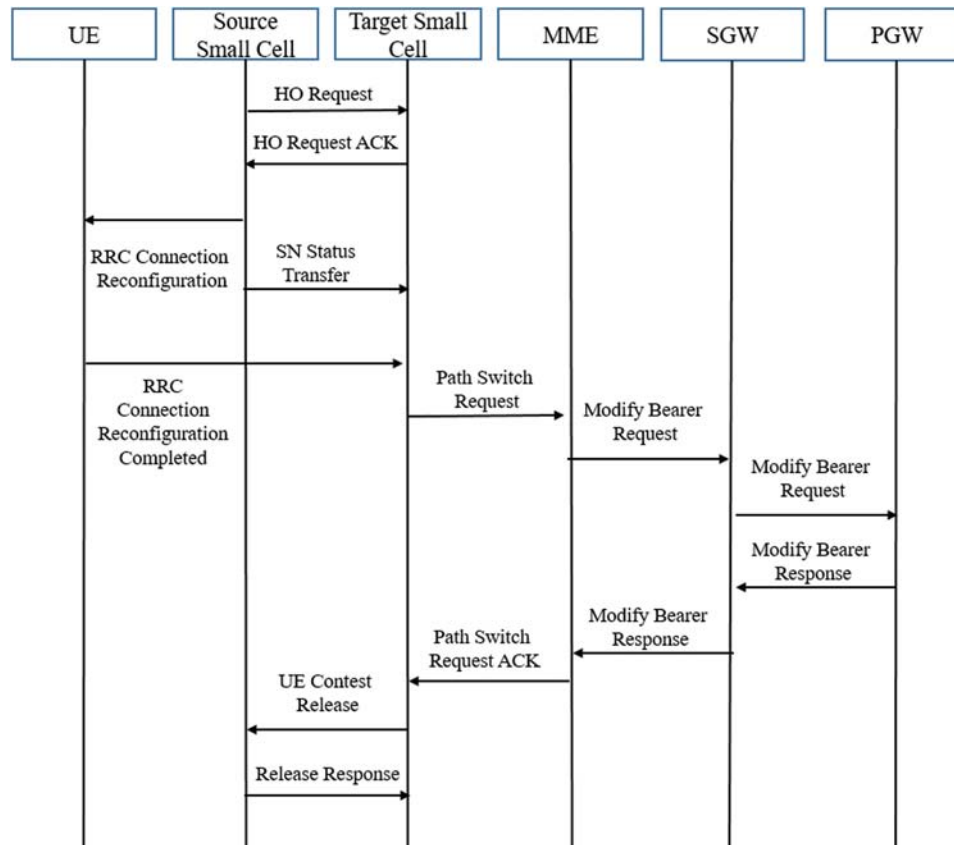 UE
Source
Small Cell
Target Small
Cell
MME
SGW
PGW
HO Request
HO Request ACK
RRC Connection
Reconfiguration
SN Status
Transfer
RRC
Connection
Reconfiguration
Completed
Path Switch
Request
Modify Bearer
Request
Modify Bearer
Request
Modify Bearer
Response
Modify Bearer
Response
Path Switch
Request ACK
UE Contest
Release
Release Response